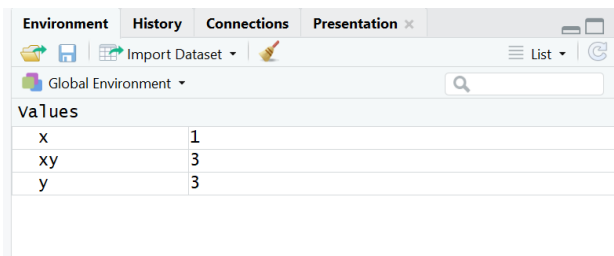 Environment History Connections Presentation
Import Dataset List
Global Environment
Values
x 1
xy 3
y 3